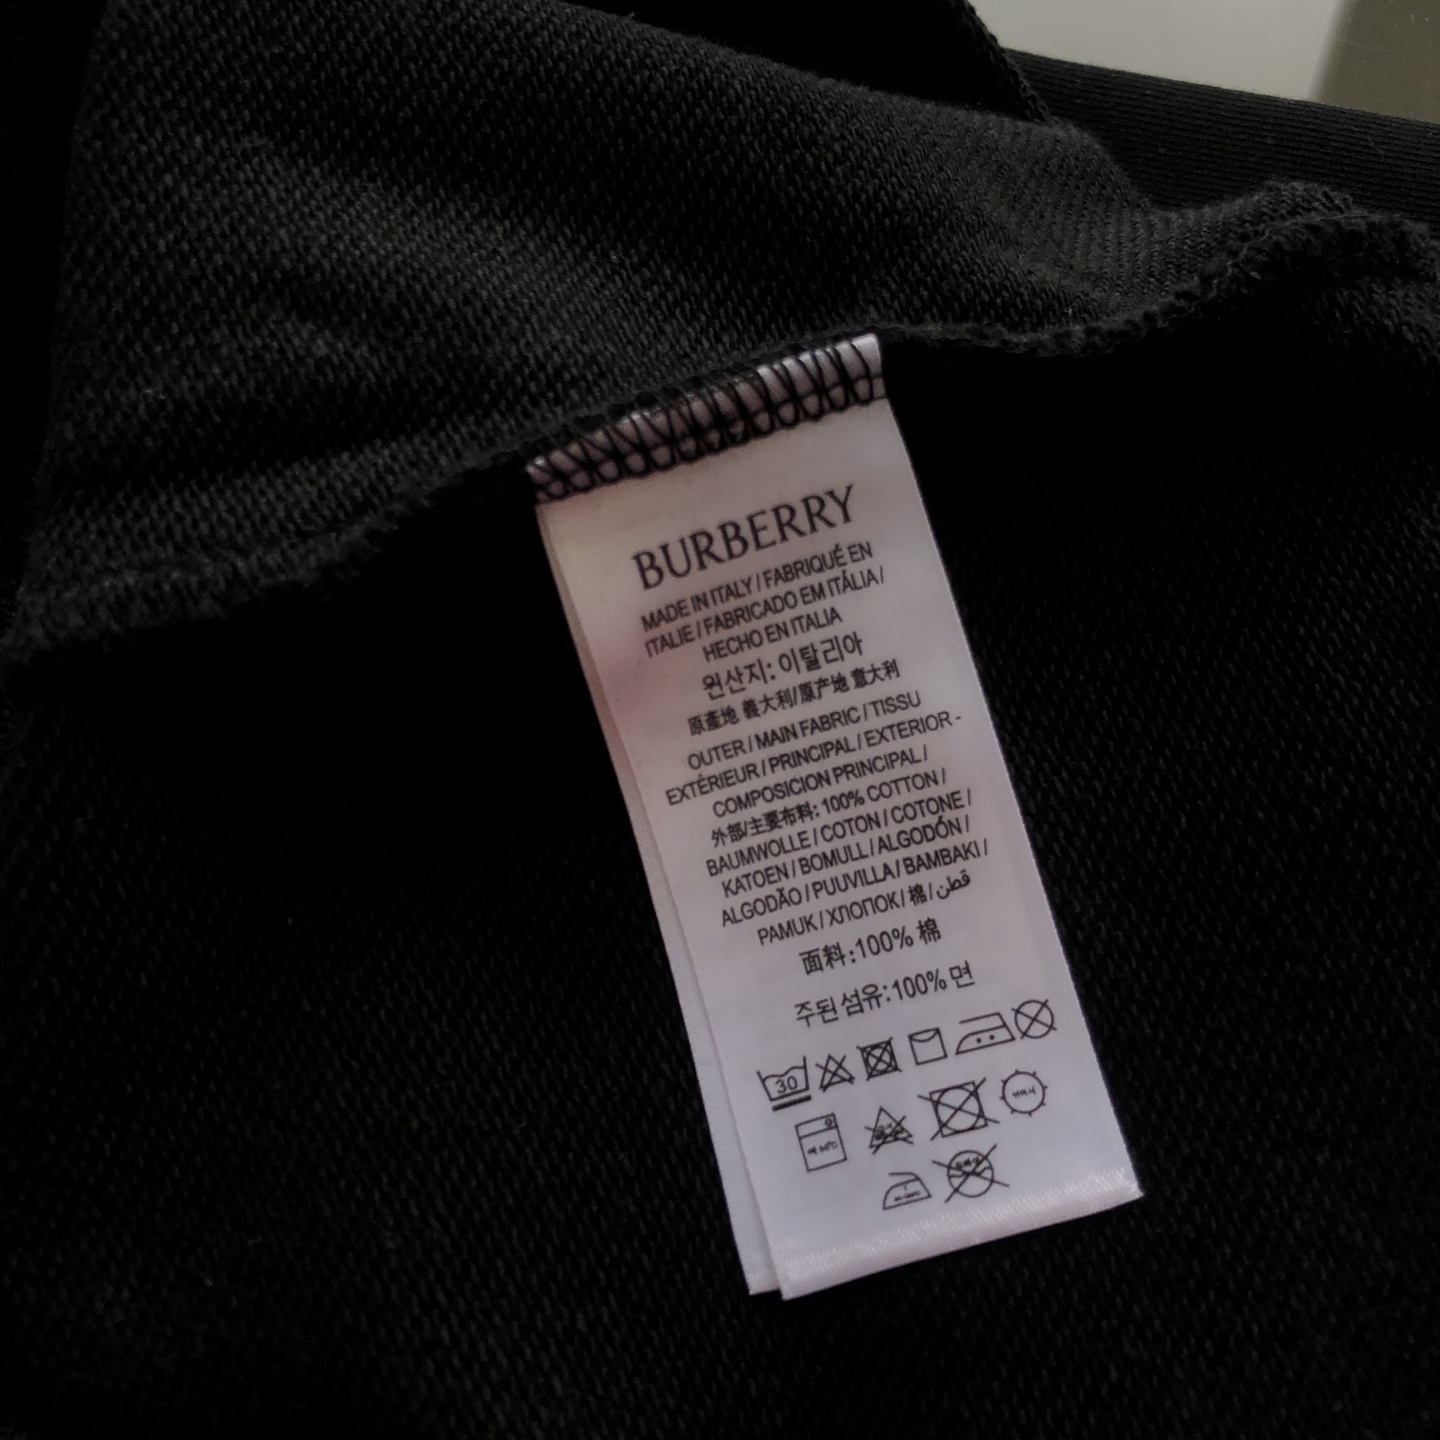 BURBERRY
MADE IN ITALY / FABRIQUÉ EN
ITALIE / FABRICADO EM ITÁLIA /
HECHO EN ITALIA
원산지: 이탈리아
原產地 義大利/原产地 意大利
OUTER / MAIN FABRIC / TISSU
EXTÉRIEUR / PRINCIPAL / EXTERIOR -
COMPOSICION PRINCIPAL /
外部/主要布料: 100% COTTON /
BAUMWOLLE / COTON / COTONE /
KATOEN / BOMULL / ALGODÓN /
ALGODÃO / PUUVILLA / BAMBAKI /
PAMUK / ХЛОПОК / 棉 / قطن
面料:100% 棉
주된 섬유:100% 면
30